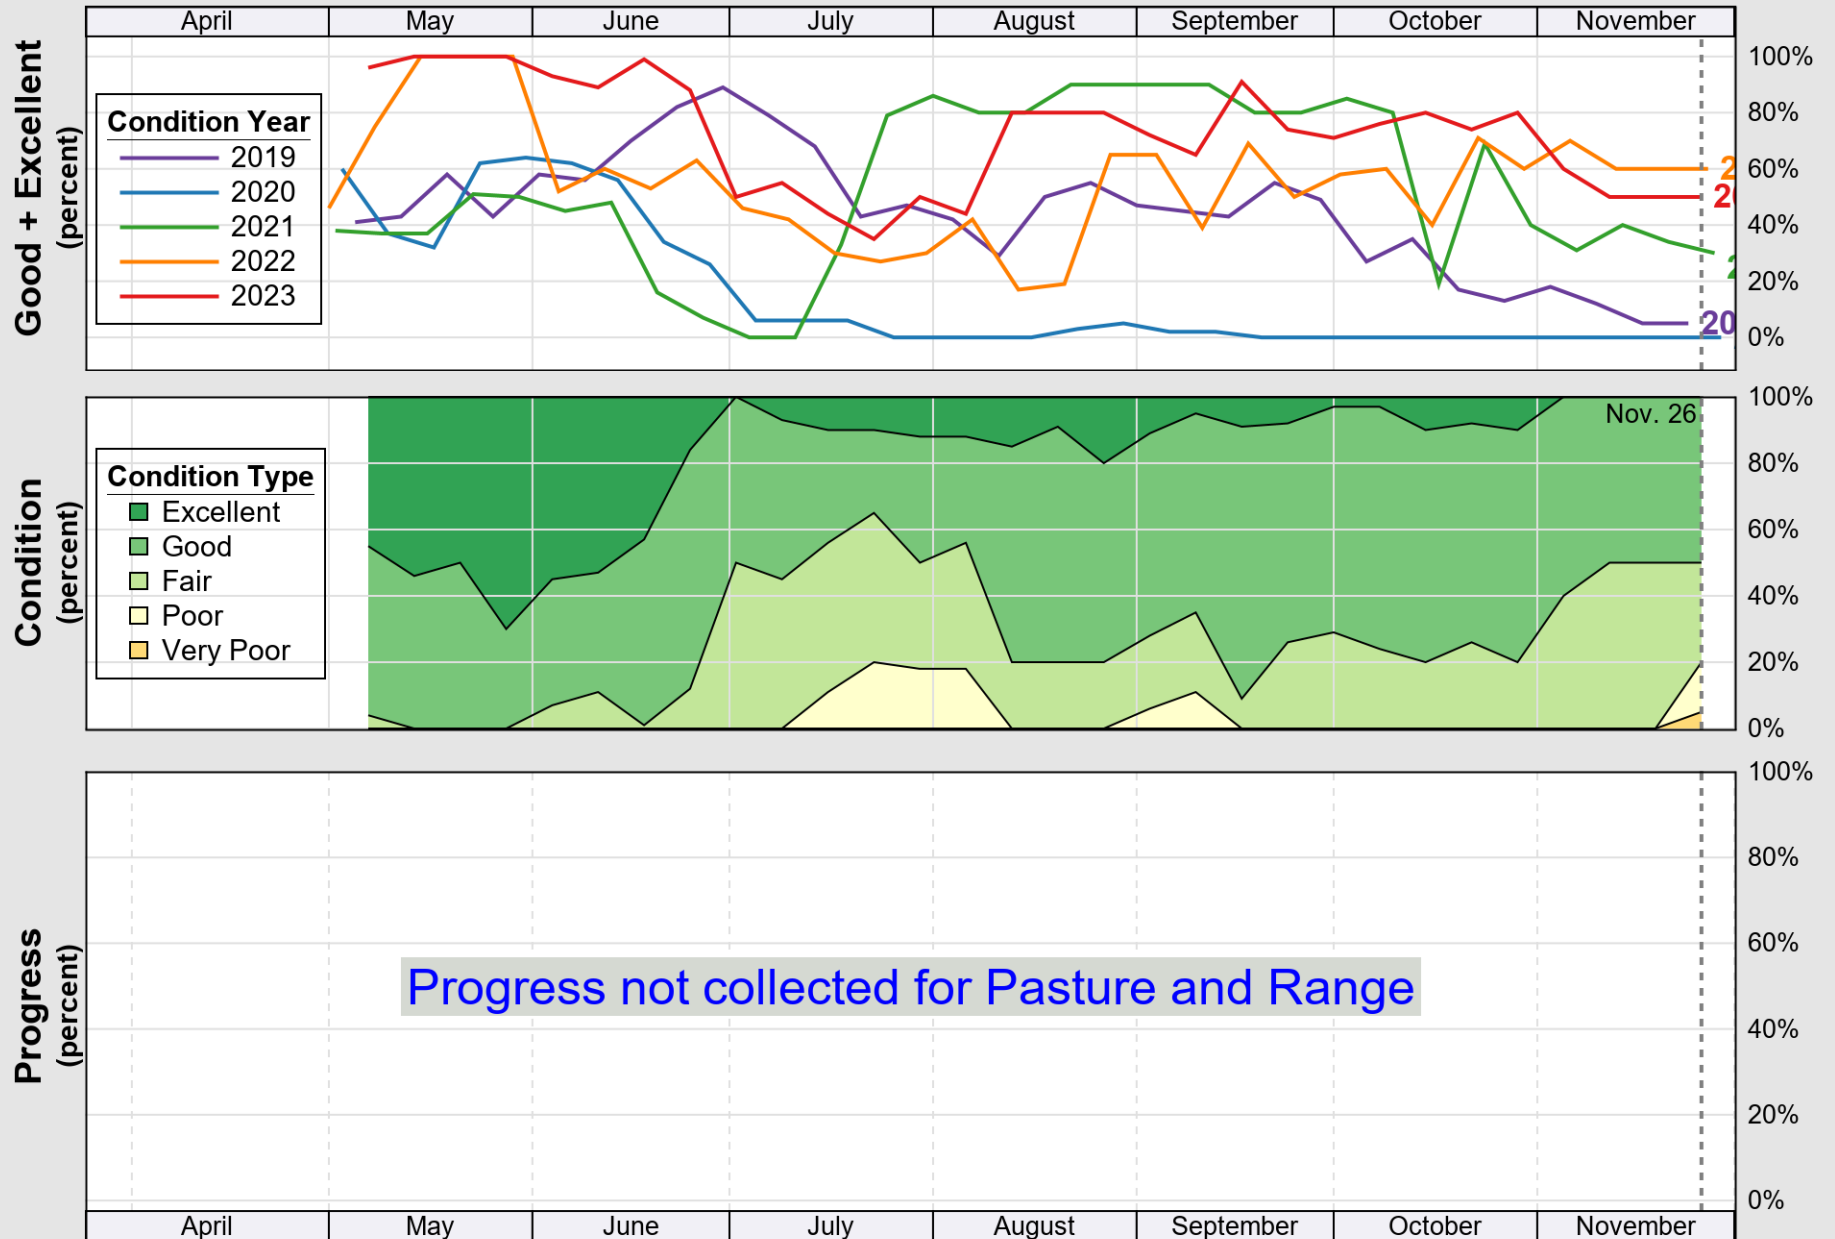 April May June July August September October November
Good + Excellent
(percent)
100%
80%
60%
40%
20%
0%
Condition Year
2019
2020
2021
2022
2023
2
20
2
20
Condition
(percent)
100%
80%
60%
40%
20%
0%
Nov. 26
Condition Type
Excellent
Good
Fair
Poor
Very Poor
Progress
(percent)
100%
80%
60%
40%
20%
0%
Progress not collected for Pasture and Range
April May June July August September October November